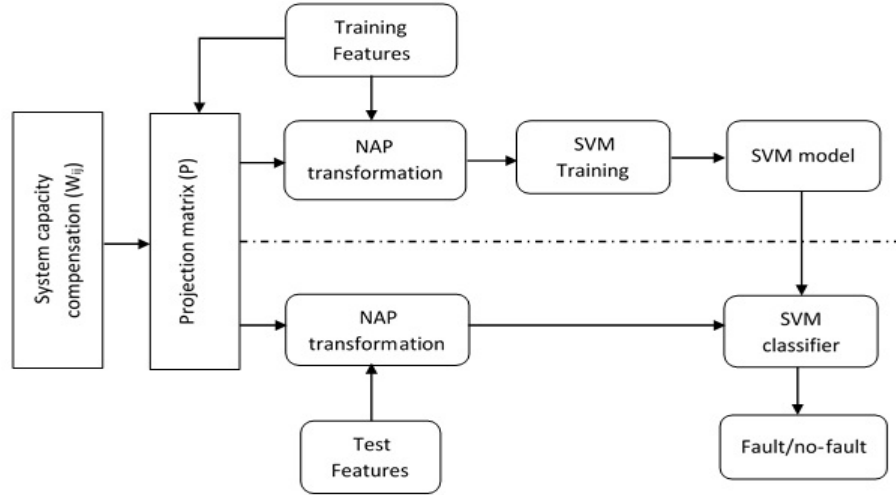 Training
Features
System capacity
compensation (Wij)
Projection matrix (P)
NAP
transformation
SVM
Training
SVM model
NAP
transformation
SVM
classifier
Test
Features
Fault/no-fault